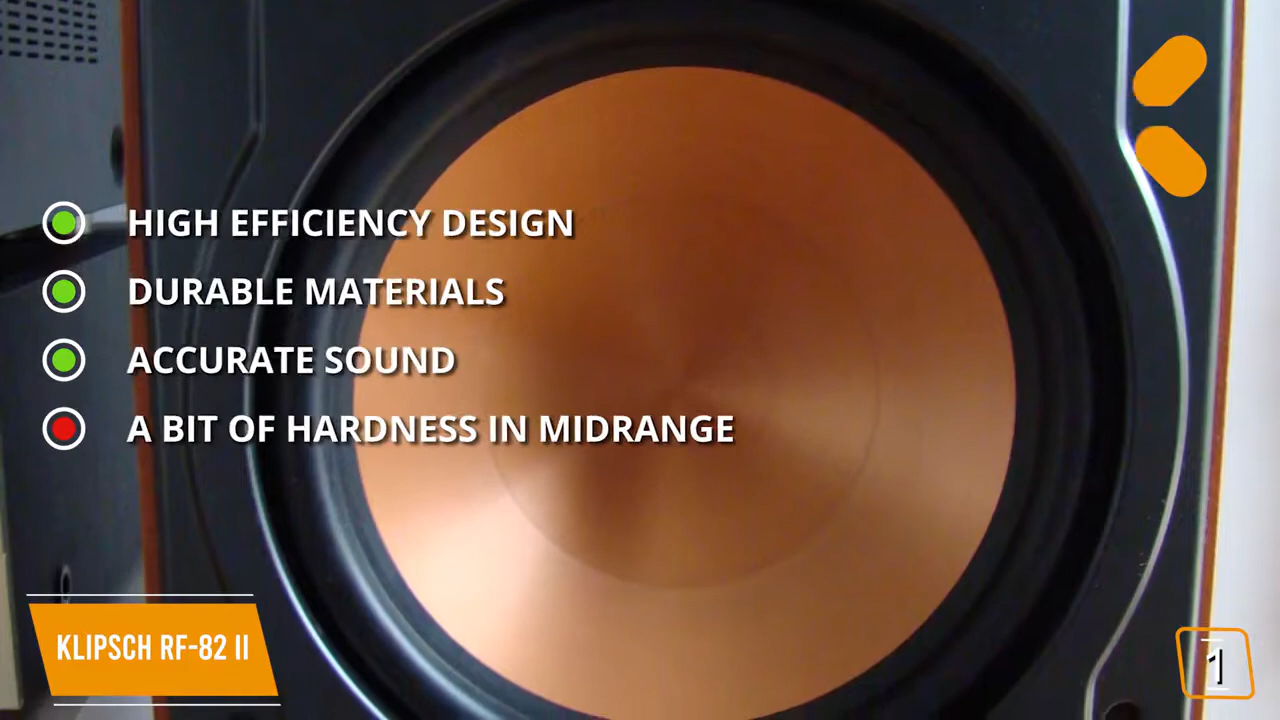 HIGH EFFICIENCY DESIGN
DURABLE MATERIALS
ACCURATE SOUND
A BIT OF HARDNESS IN MIDRANGE
KLIPSCH RF-82 II
1